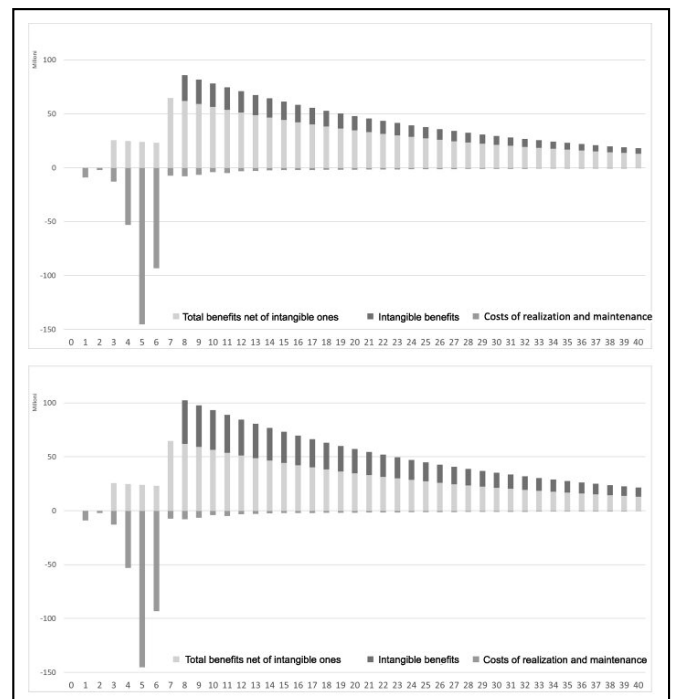 Milioni
100
50
0
-50
-100
-150
Total benefits net of intangible ones Intangible benefits Costs of realization and maintenance
0 1 2 3 4 5 6 7 8 9 10 11 12 13 14 15 16 17 18 19 20 21 22 23 24 25 26 27 28 29 30 31 32 33 34 35 36 37 38 39 40
Milioni
100
50
0
-50
-100
-150
Total benefits net of intangible ones Intangible benefits Costs of realization and maintenance
0 1 2 3 4 5 6 7 8 9 10 11 12 13 14 15 16 17 18 19 20 21 22 23 24 25 26 27 28 29 30 31 32 33 34 35 36 37 38 39 40